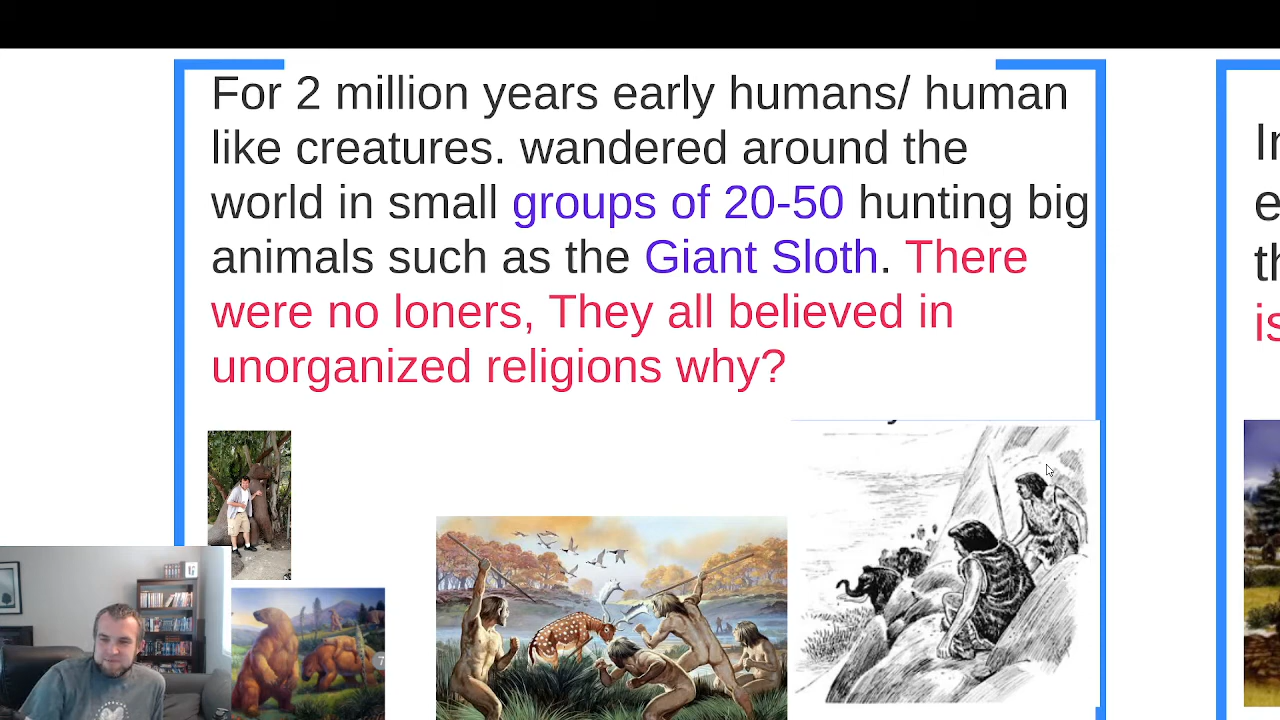 For 2 million years early humans/ human
like creatures. wandered around the
world in small groups of 20-50 hunting big
animals such as the Giant Sloth. There
were no loners, They all believed in
unorganized religions why?